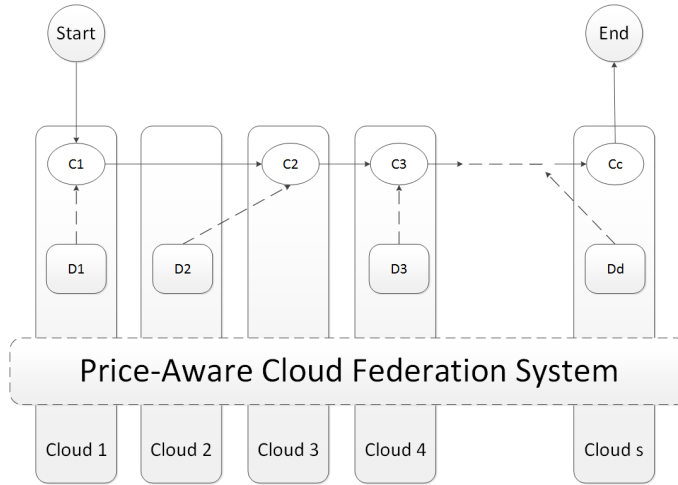 Start
End
C1
C2
C3
Cc
D1
D2
D3
Dd
Price-Aware Cloud Federation System
Cloud 1
Cloud 2
Cloud 3
Cloud 4
Cloud s